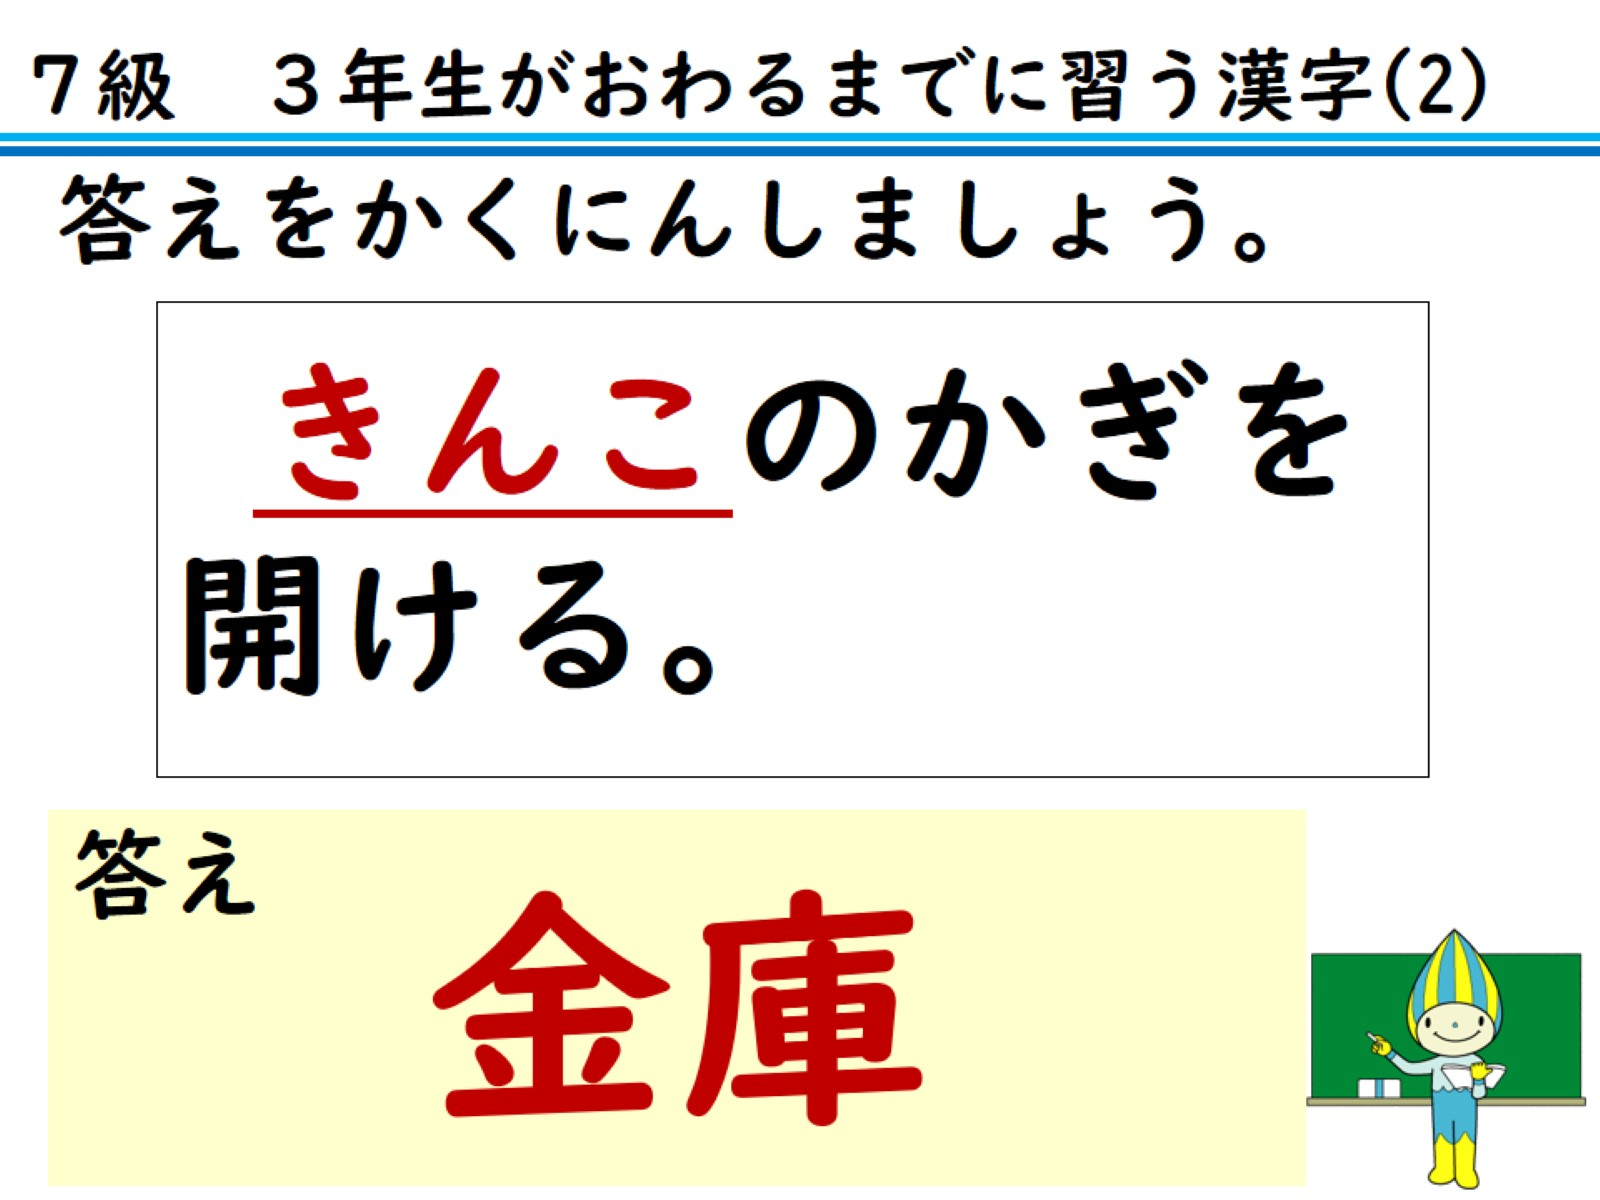 ７級　３年生がおわるまでに習う漢字(2)
答えをかくにんしましょう。
きんこのかぎを
開ける。
答え
金庫